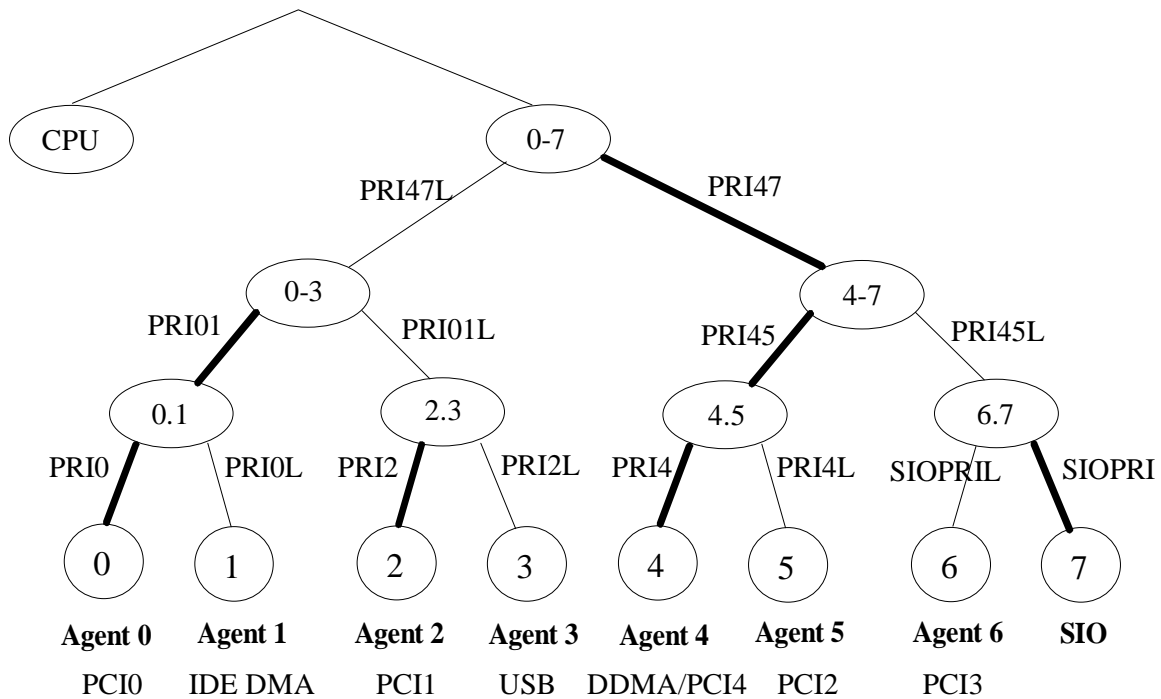 CPU
0-7
PRI47L
PRI47
0-3
4-7
PRI01
PRI01L
PRI45
PRI45L
0.1
2.3
4.5
6.7
PRI0
PRI0L
PRI2
PRI2L
PRI4
PRI4L
SIOPRIL
SIOPRI
0
1
2
3
4
5
6
7
Agent 0
Agent 1
Agent 2
Agent 3
Agent 4
Agent 5
Agent 6
SIO
PCI0
IDE DMA
PCI1
USB
DDMA/PCI4
PCI2
PCI3